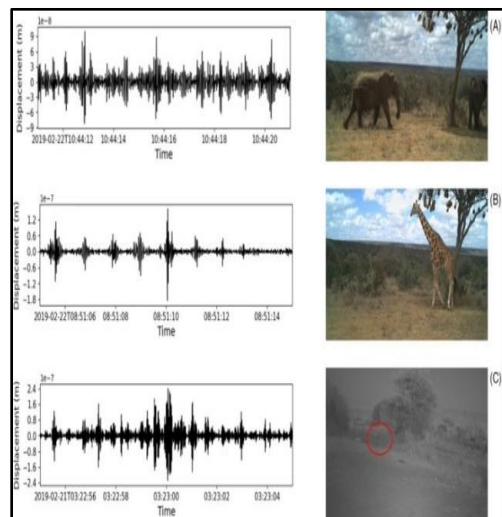 1e−8
Displacement (m)
9
6
3
0
−3
−6
−9
2019-02-22T10:44:12 10:44:14 10:44:16 10:44:18 10:44:20
Time
(A)
1e−7
Displacement (m)
1.2
0.6
0.0
−0.6
−1.2
−1.8
2019-02-22T08:51:06 08:51:08 08:51:10 08:51:12 08:51:14
Time
(B)
1e−7
Displacement (m)
2.4
1.6
0.8
0.0
−0.8
−1.6
−2.4
2019-02-21T03:22:56 03:22:58 03:23:00 03:23:02 03:23:04
Time
(C)